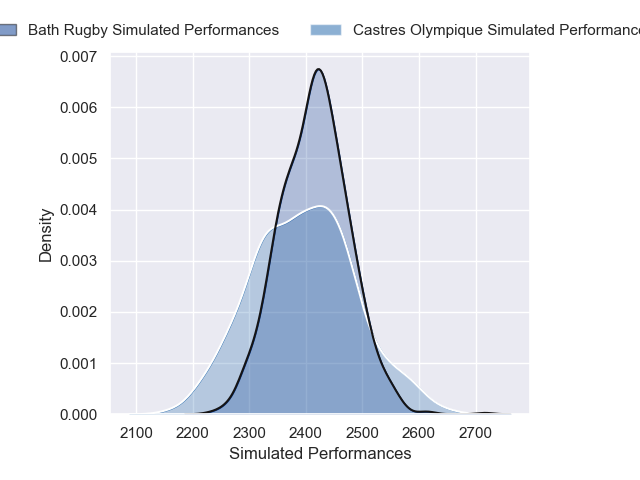 Bath Rugby Simulated Performances
Castres Olympique Simulated Performance
0.007
0.006
0.005
0.004
0.003
0.002
0.001
0.000
Density
2100 2200 2300 2400 2500 2600 2700
Simulated Performances